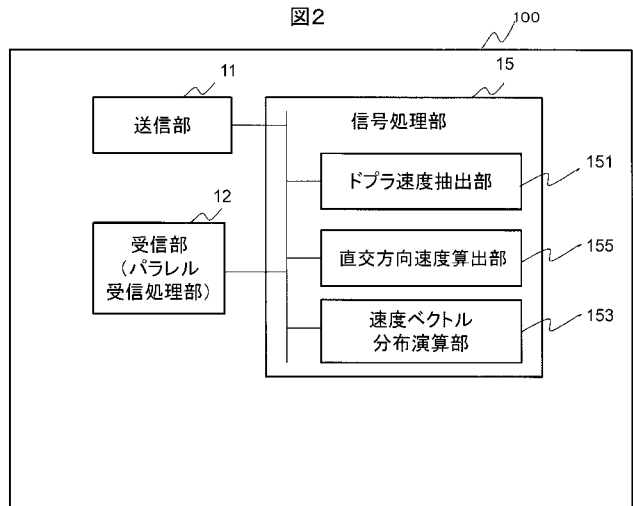 図2
100
11
15
送信部
信号処理部
ドプラ速度抽出部
151
12
受信部
(パラレル
受信処理部)
直交方向速度算出部
155
速度ベクトル
分布演算部
153